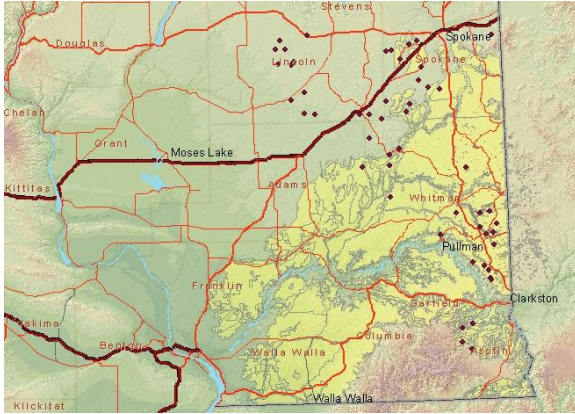 Stevens
Spokane
Douglas
Lincoln
Spokane
Chelan
Grant
Moses Lake
Kittitas
Adams
Whitman
Pullman
Franklin
Clarkston
Garfield
Yakima
Columbia
Benton
Walla Walla
Asotin
Walla Walla
Klickitat